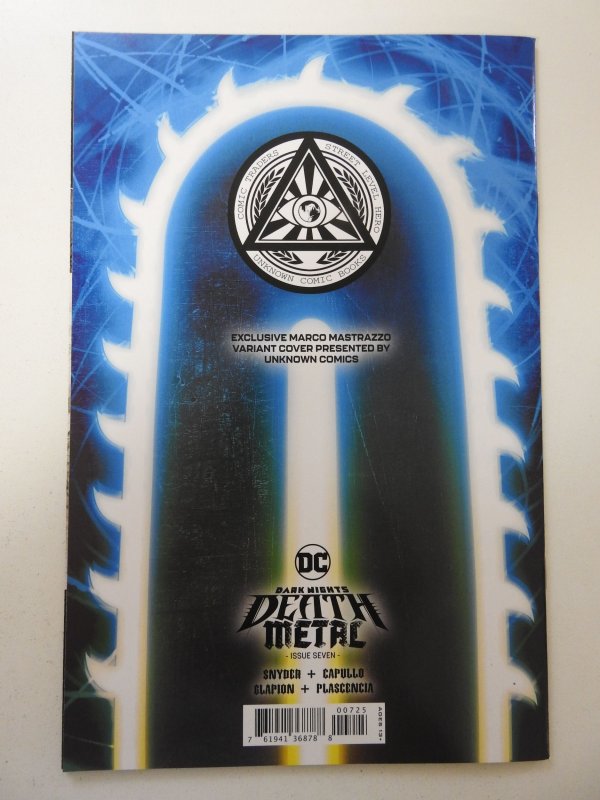 COMIC TRADERS
STREET LEVEL HERO
UNKNOWN COMIC BOOKS
EXCLUSIVE MARCO MASTRAZZO
VARIANT COVER PRESENTED BY
UNKNOWN COMICS
DC
DARK NIGHTS
DEATH
METAL
- ISSUE SEVEN -
SNYDER + CAPULLO
GLAPION + PLASCENCIA
00725
AGES 13+
7 61941 36878 8